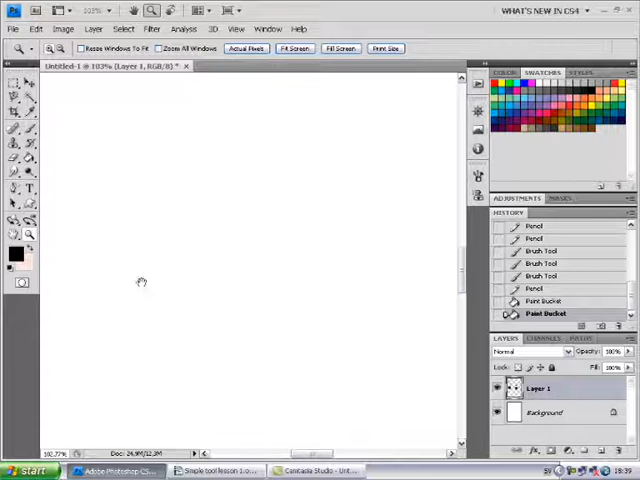 Ps
103%
WHAT'S NEW IN CS4
File
Edit
Image
Layer
Select
Filter
Analysis
3D
View
Window
Help
Resize Windows To Fit
Zoom All Windows
Actual Pixels
Fit Screen
Fill Screen
Print Size
Untitled-1 @ 103% (Layer 1, RGB/8) *
COLOR
SWATCHES
STYLES
ADJUSTMENTS
MASKS
HISTORY
Pencil
Pencil
Brush Tool
Brush Tool
Brush Tool
Pencil
Paint Bucket
Paint Bucket
LAYERS
CHANNELS
PATHS
Normal
Opacity: 100%
Lock:
Fill: 100%
Layer 1
Background
102,77%
Doc: 24,9M/12,3M
start
Adobe Photoshop CS...
Simple tool lesson 1.o...
Camtasia Studio - Unt...
SV
18:39